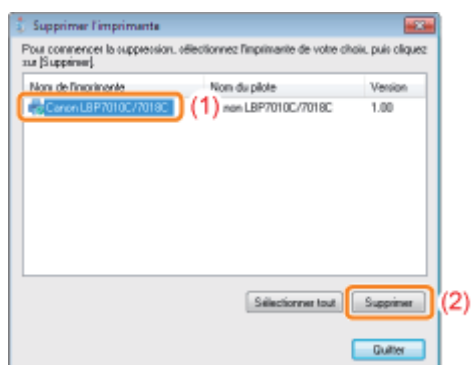 Supprimer l'imprimante
Pour commencer la suppression, sélectionnez l'imprimante de votre choix, puis cliquez
sur [Supprimer].
Nom de l'imprimante Nom du pilote Version
Canon LBP7010C/7018C (1) non LBP7010C/7018C 1.00
Sélectionner tout Supprimer (2)
Quitter